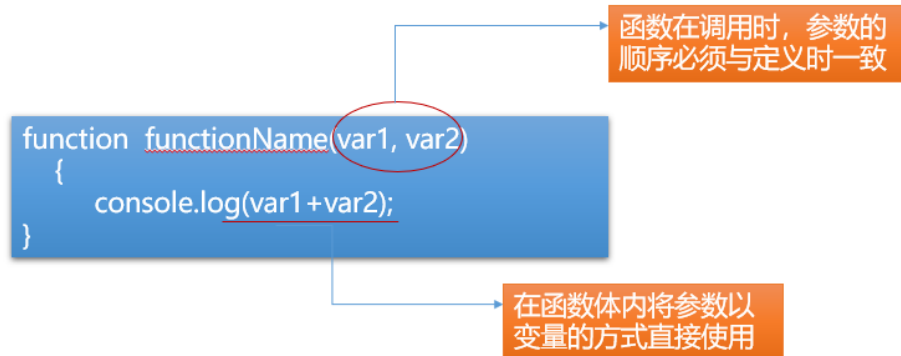 函数在调用时，参数的
顺序必须与定义时一致
function functionName(var1, var2)
{
console.log(var1+var2);
}
在函数体内将参数以
变量的方式直接使用